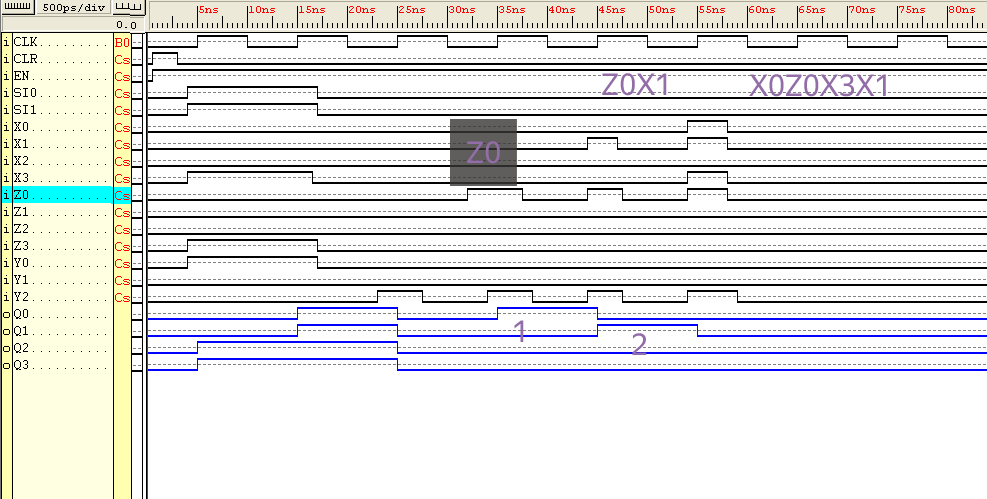 500ps/div
5ns 10ns 15ns 20ns 25ns 30ns 35ns 40ns 45ns 50ns 55ns 60ns 65ns 70ns 75ns 80ns
0.0
i CLK........ B0
i CLR........ Cs
i EN......... Cs
i SI0........ Cs
Z0X1 X0Z0X3X1
i SI1........ Cs
i X0......... Cs
i X1......... Cs
Z0
i X2......... Cs
i X3......... Cs
i Z0......... Cs
i Z1......... Cs
i Z2......... Cs
i Z3......... Cs
i Y0......... Cs
i Y1......... Cs
i Y2......... Cs
o Q0.........
o Q1.........
1
2
o Q2.........
o Q3.........